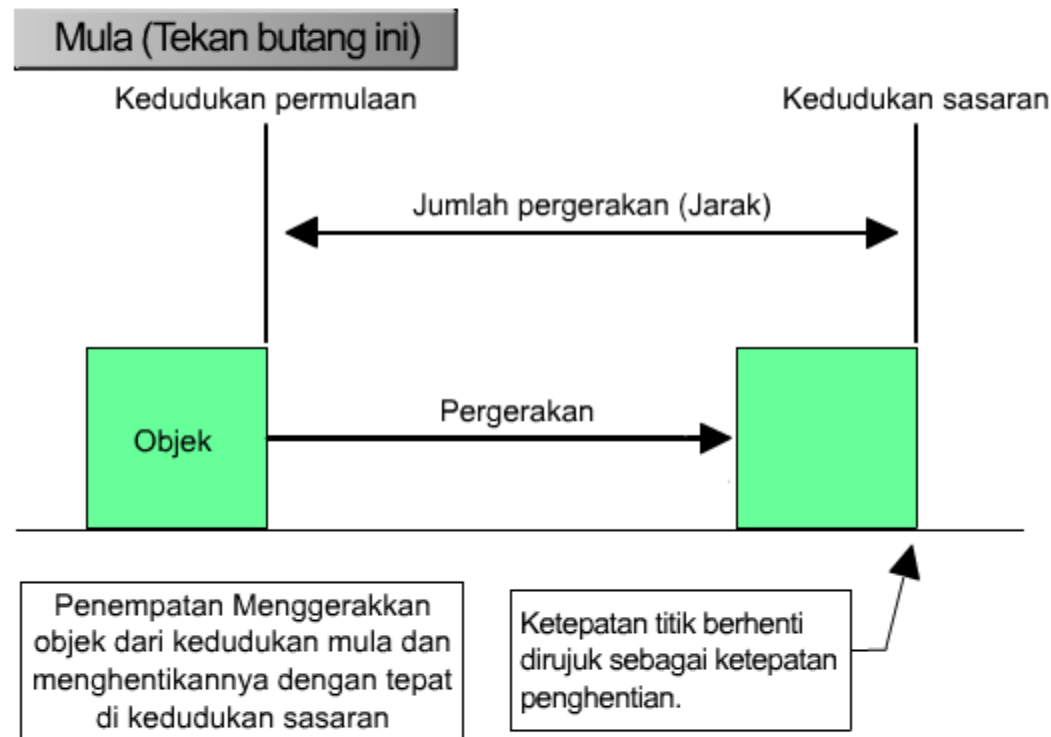 Mula (Tekan butang ini)
Kedudukan permulaan
Kedudukan sasaran
Jumlah pergerakan (Jarak)
Pergerakan
Objek
Penempatan Menggerakkan
objek dari kedudukan mula dan
menghentikannya dengan tepat
di kedudukan sasaran
Ketepatan titik berhenti
dirujuk sebagai ketepatan
penghentian.